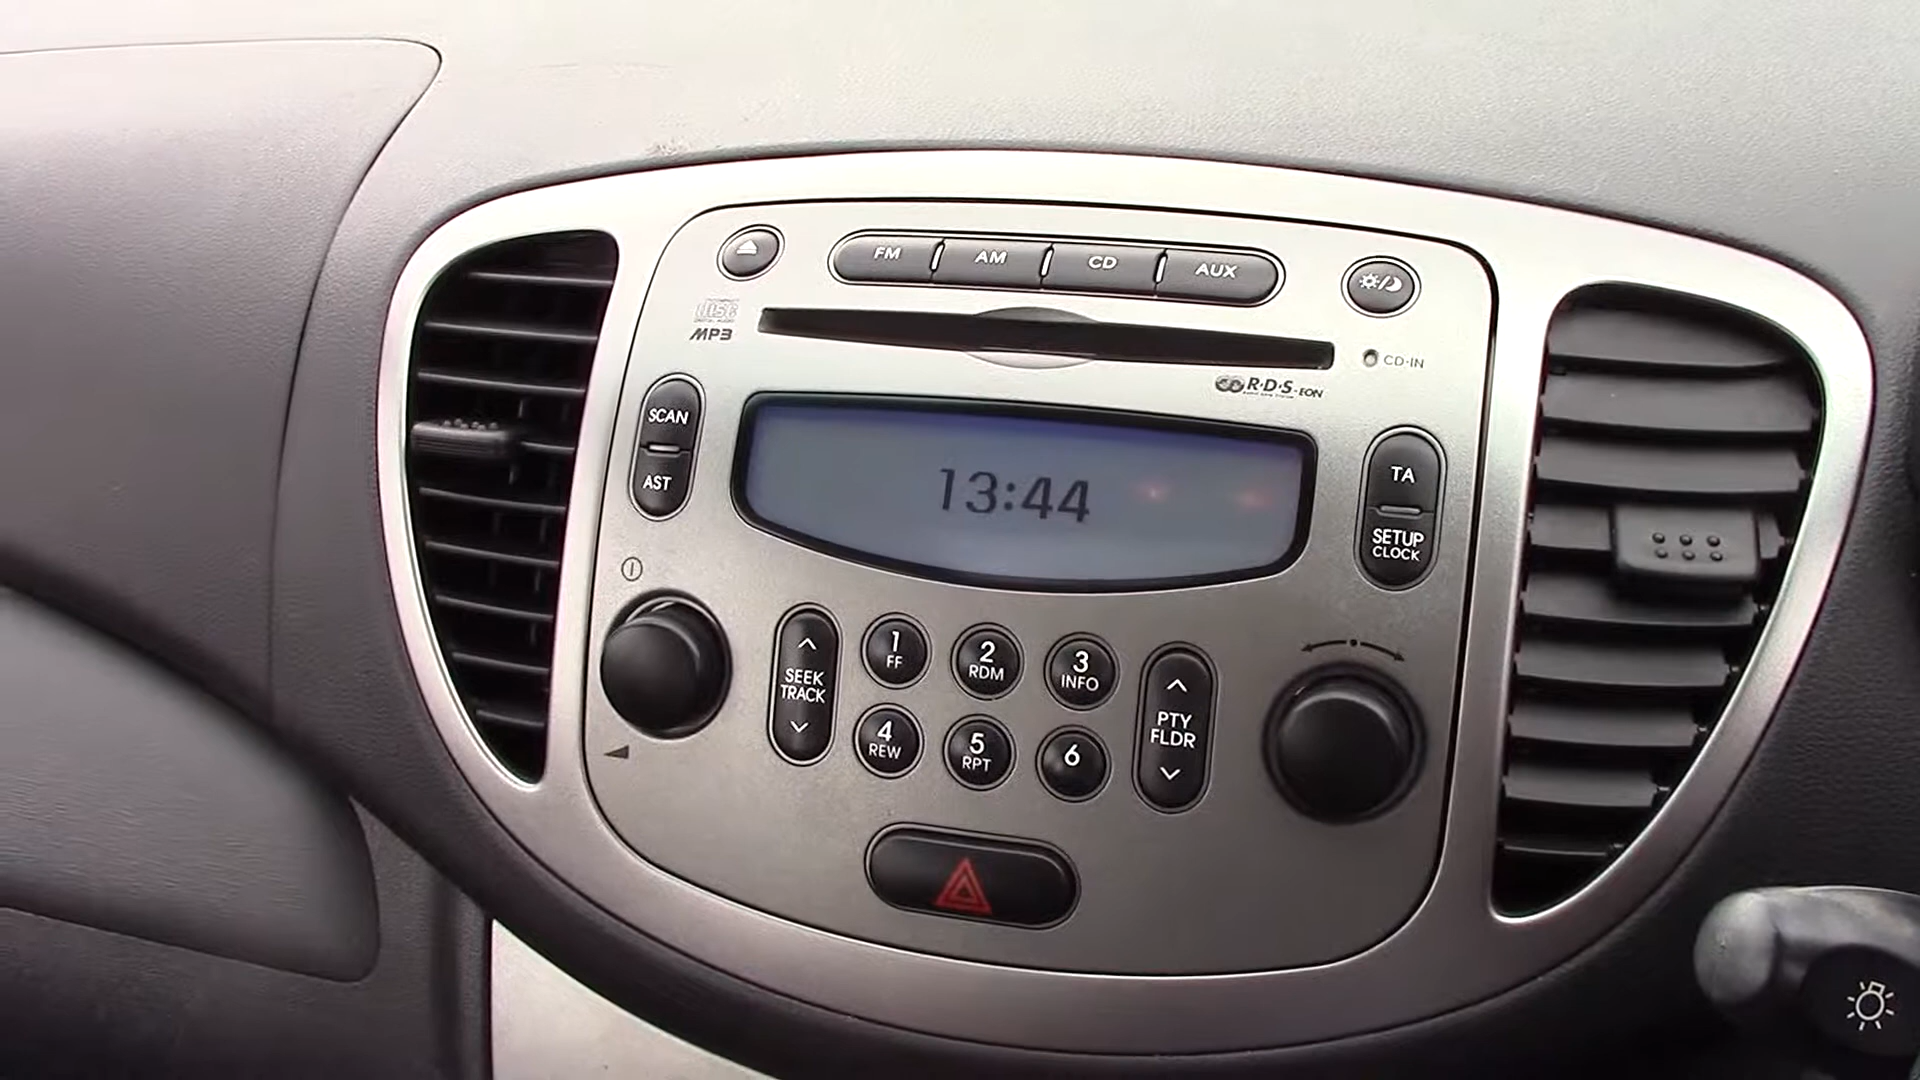 FM
AM
CD
AUX
MP3
CD-IN
R·D·S-EON
SCAN
AST
13:44
TA
SETUP
CLOCK
SEEK
TRACK
1
FF
2
RDM
3
INFO
4
REW
5
RPT
6
PTY
FLDR